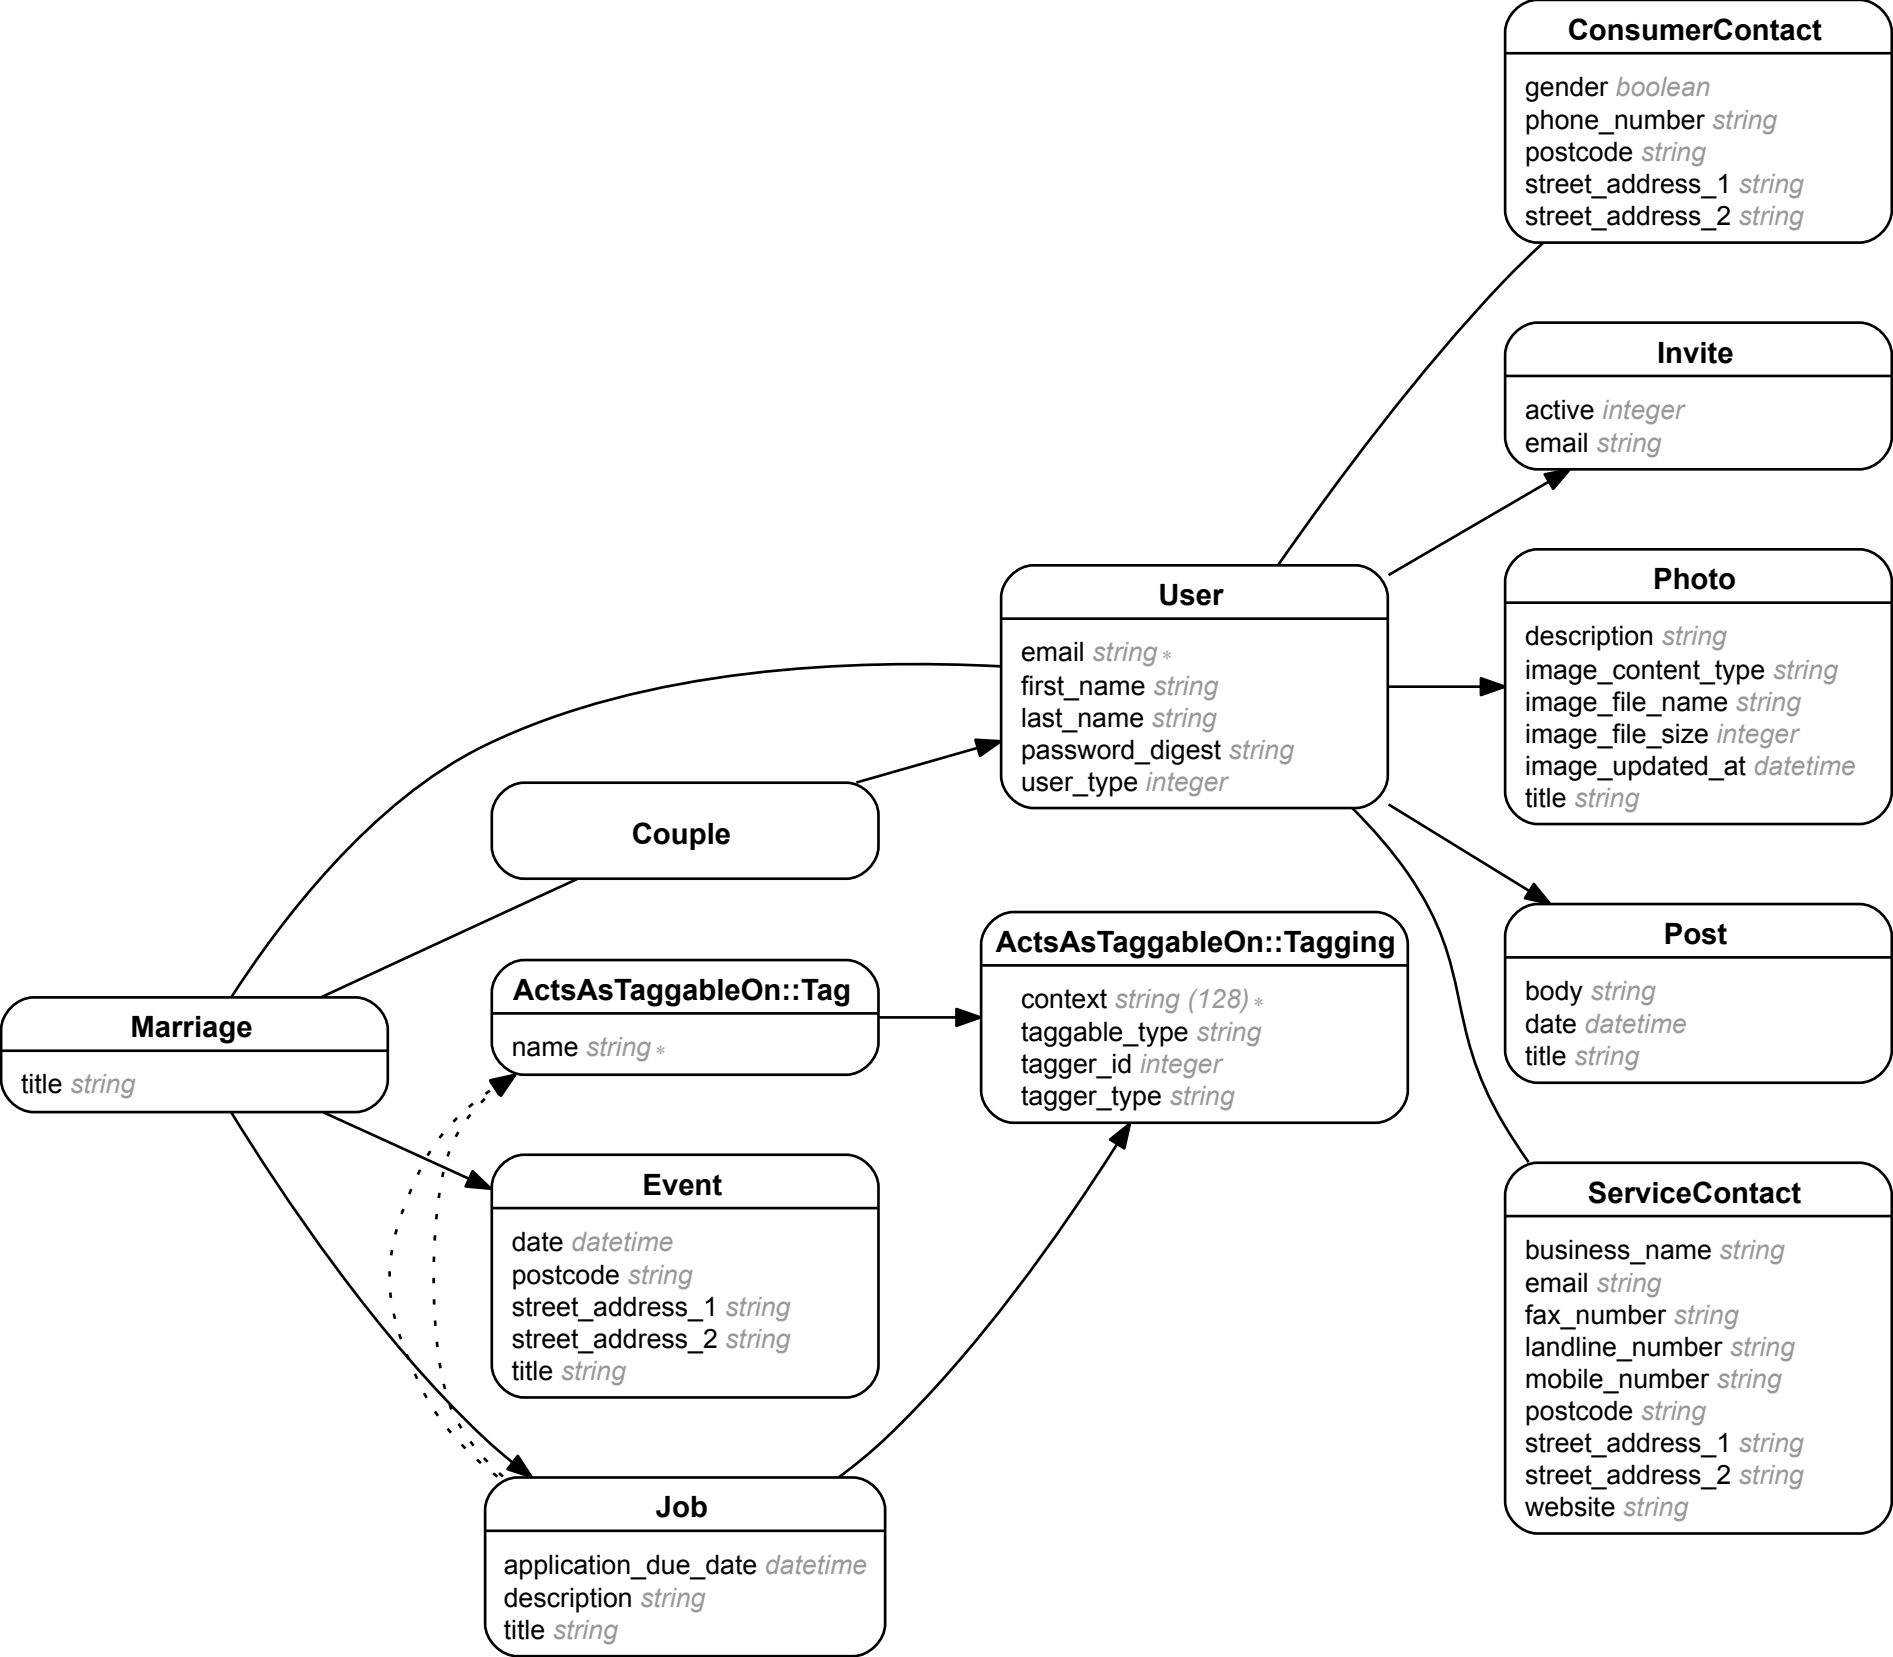 ConsumerContact
gender boolean
phone_number string
postcode string
street_address_1 string
street_address_2 string
Invite
active integer
email string
User
email string *
first_name string
last_name string
password_digest string
user_type integer
Photo
description string
image_content_type string
image_file_name string
image_file_size integer
image_updated_at datetime
title string
Couple
Post
body string
date datetime
title string
Marriage
title string
ActsAsTaggableOn::Tag
name string *
ActsAsTaggableOn::Tagging
context string (128) *
taggable_type string
tagger_id integer
tagger_type string
Event
date datetime
postcode string
street_address_1 string
street_address_2 string
title string
ServiceContact
business_name string
email string
fax_number string
landline_number string
mobile_number string
postcode string
street_address_1 string
street_address_2 string
website string
Job
application_due_date datetime
description string
title string